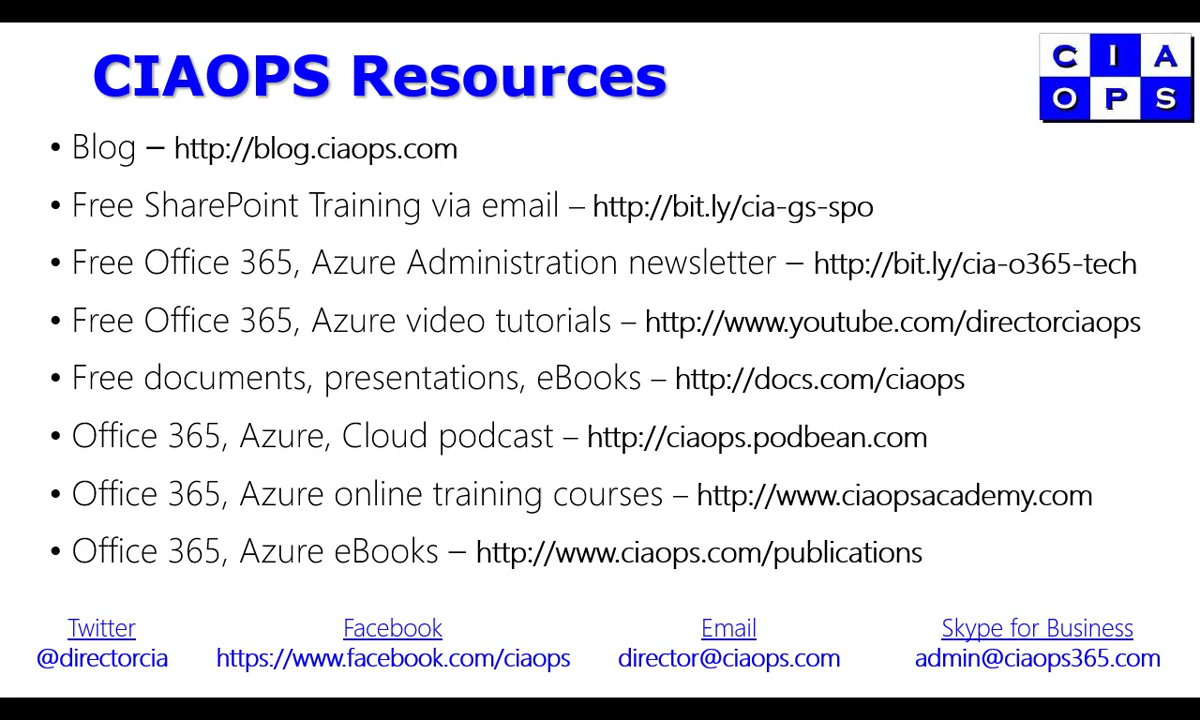 CIAOPS Resources
C I A
O P S
• Blog – http://blog.ciaops.com
• Free SharePoint Training via email – http://bit.ly/cia-gs-spo
• Free Office 365, Azure Administration newsletter – http://bit.ly/cia-o365-tech
• Free Office 365, Azure video tutorials – http://www.youtube.com/directorciaops
• Free documents, presentations, eBooks – http://docs.com/ciaops
• Office 365, Azure, Cloud podcast – http://ciaops.podbean.com
• Office 365, Azure online training courses – http://www.ciaopsacademy.com
• Office 365, Azure eBooks – http://www.ciaops.com/publications
Twitter Facebook Email Skype for Business
@directorcia https://www.facebook.com/ciaops director@ciaops.com admin@ciaops365.com